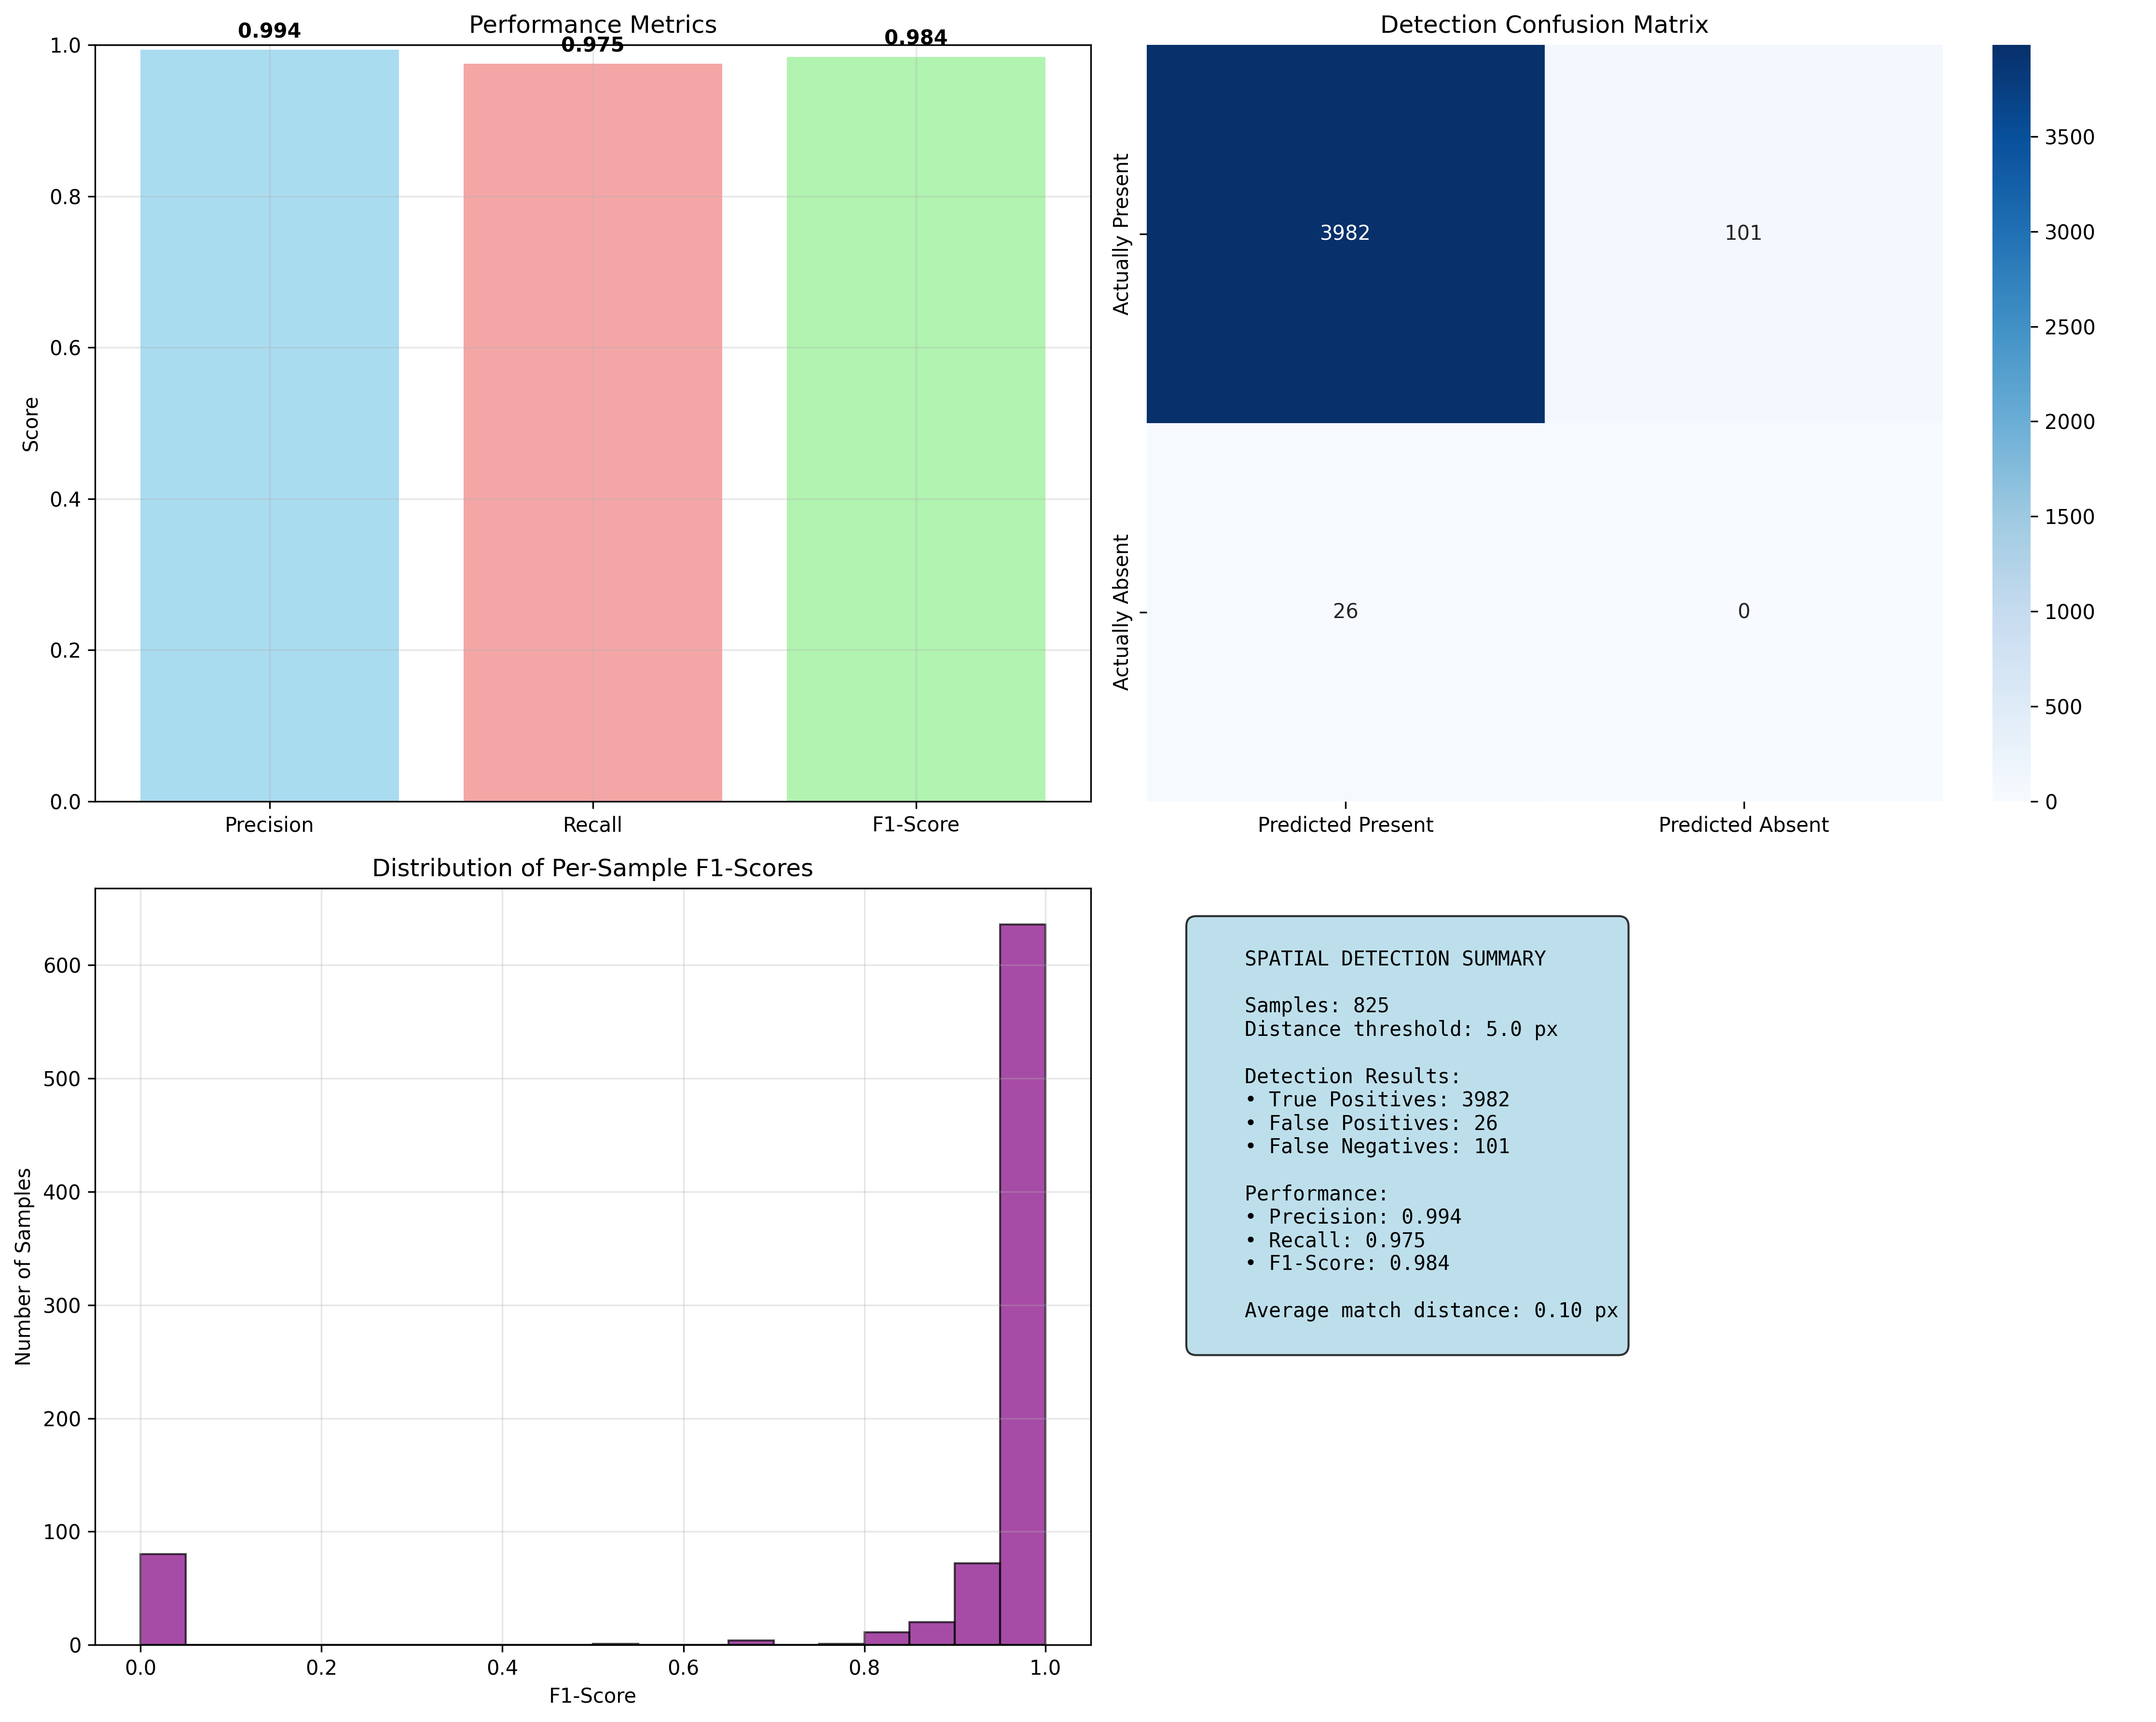 Performance Metrics
0.994
0.975
0.984
1.0
0.8
0.6
0.4
0.2
0.0
Score
Precision
Recall
F1-Score
Detection Confusion Matrix
Actually Present
Actually Absent
3982
101
26
0
Predicted Present
Predicted Absent
3500
3000
2500
2000
1500
1000
500
0
Distribution of Per-Sample F1-Scores
Number of Samples
600
500
400
300
200
100
0
0.0
0.2
0.4
0.6
0.8
1.0
F1-Score
SPATIAL DETECTION SUMMARY
Samples: 825
Distance threshold: 5.0 px
Detection Results:
• True Positives: 3982
• False Positives: 26
• False Negatives: 101
Performance:
• Precision: 0.994
• Recall: 0.975
• F1-Score: 0.984
Average match distance: 0.10 px